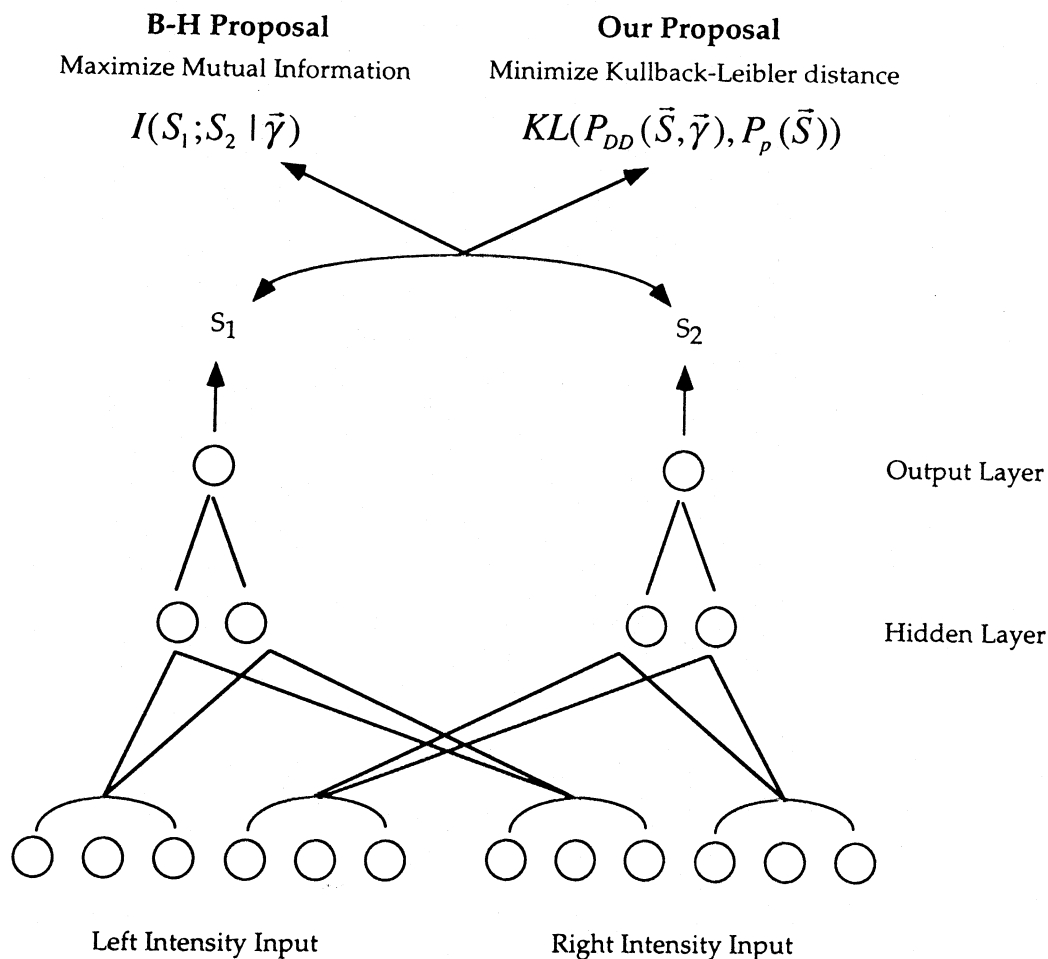 B-H Proposal
Maximize Mutual Information
I(S₁;S₂ | γ⃗)
Our Proposal
Minimize Kullback-Leibler distance
KL(P_DD(S⃗,γ⃗),P_p(S⃗))
S₁
S₂
Output Layer
Hidden Layer
Left Intensity Input
Right Intensity Input